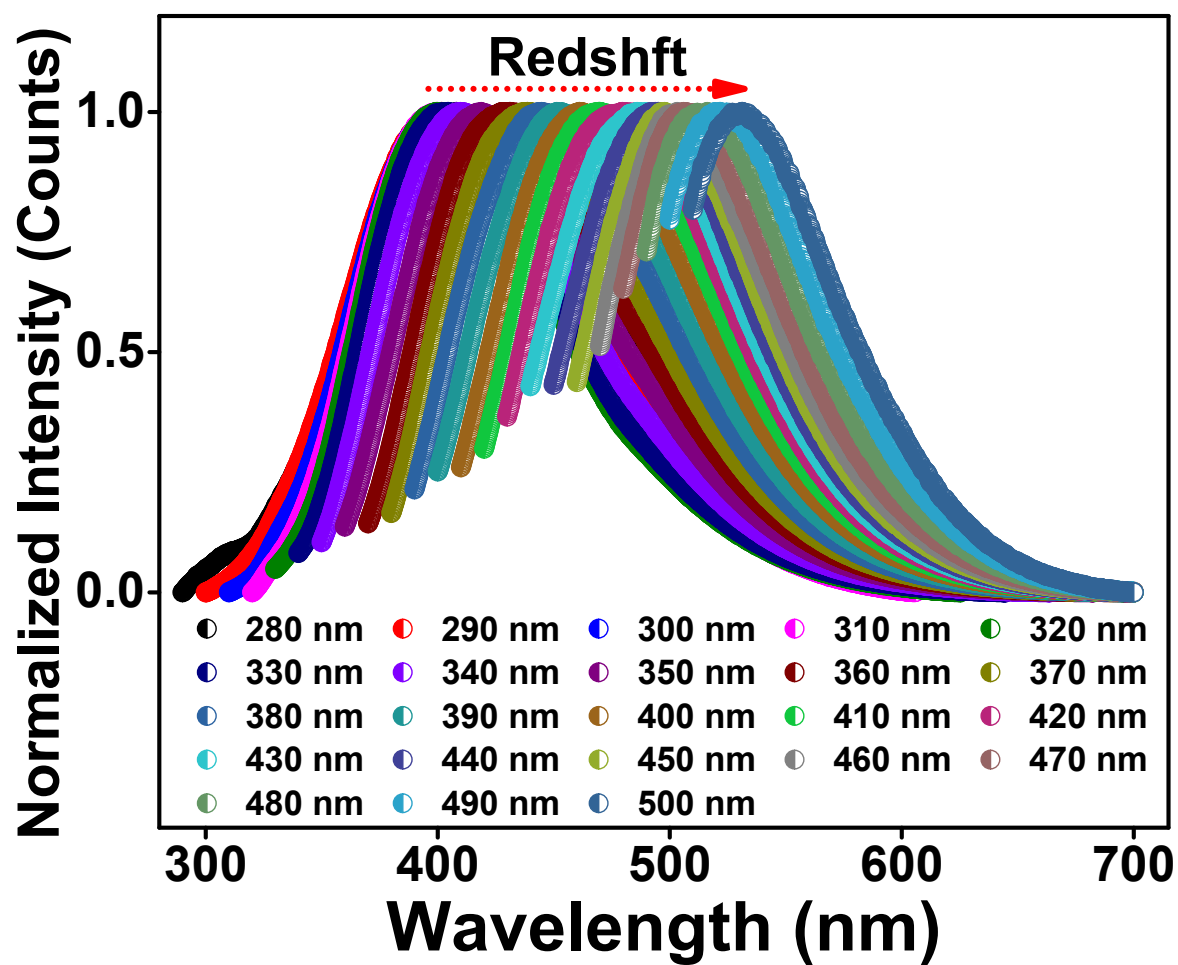 Redshft
Normalized Intensity (Counts)
1.0
0.5
0.0
280 nm 290 nm 300 nm 310 nm 320 nm
330 nm 340 nm 350 nm 360 nm 370 nm
380 nm 390 nm 400 nm 410 nm 420 nm
430 nm 440 nm 450 nm 460 nm 470 nm
480 nm 490 nm 500 nm
300 400 500 600 700
Wavelength (nm)